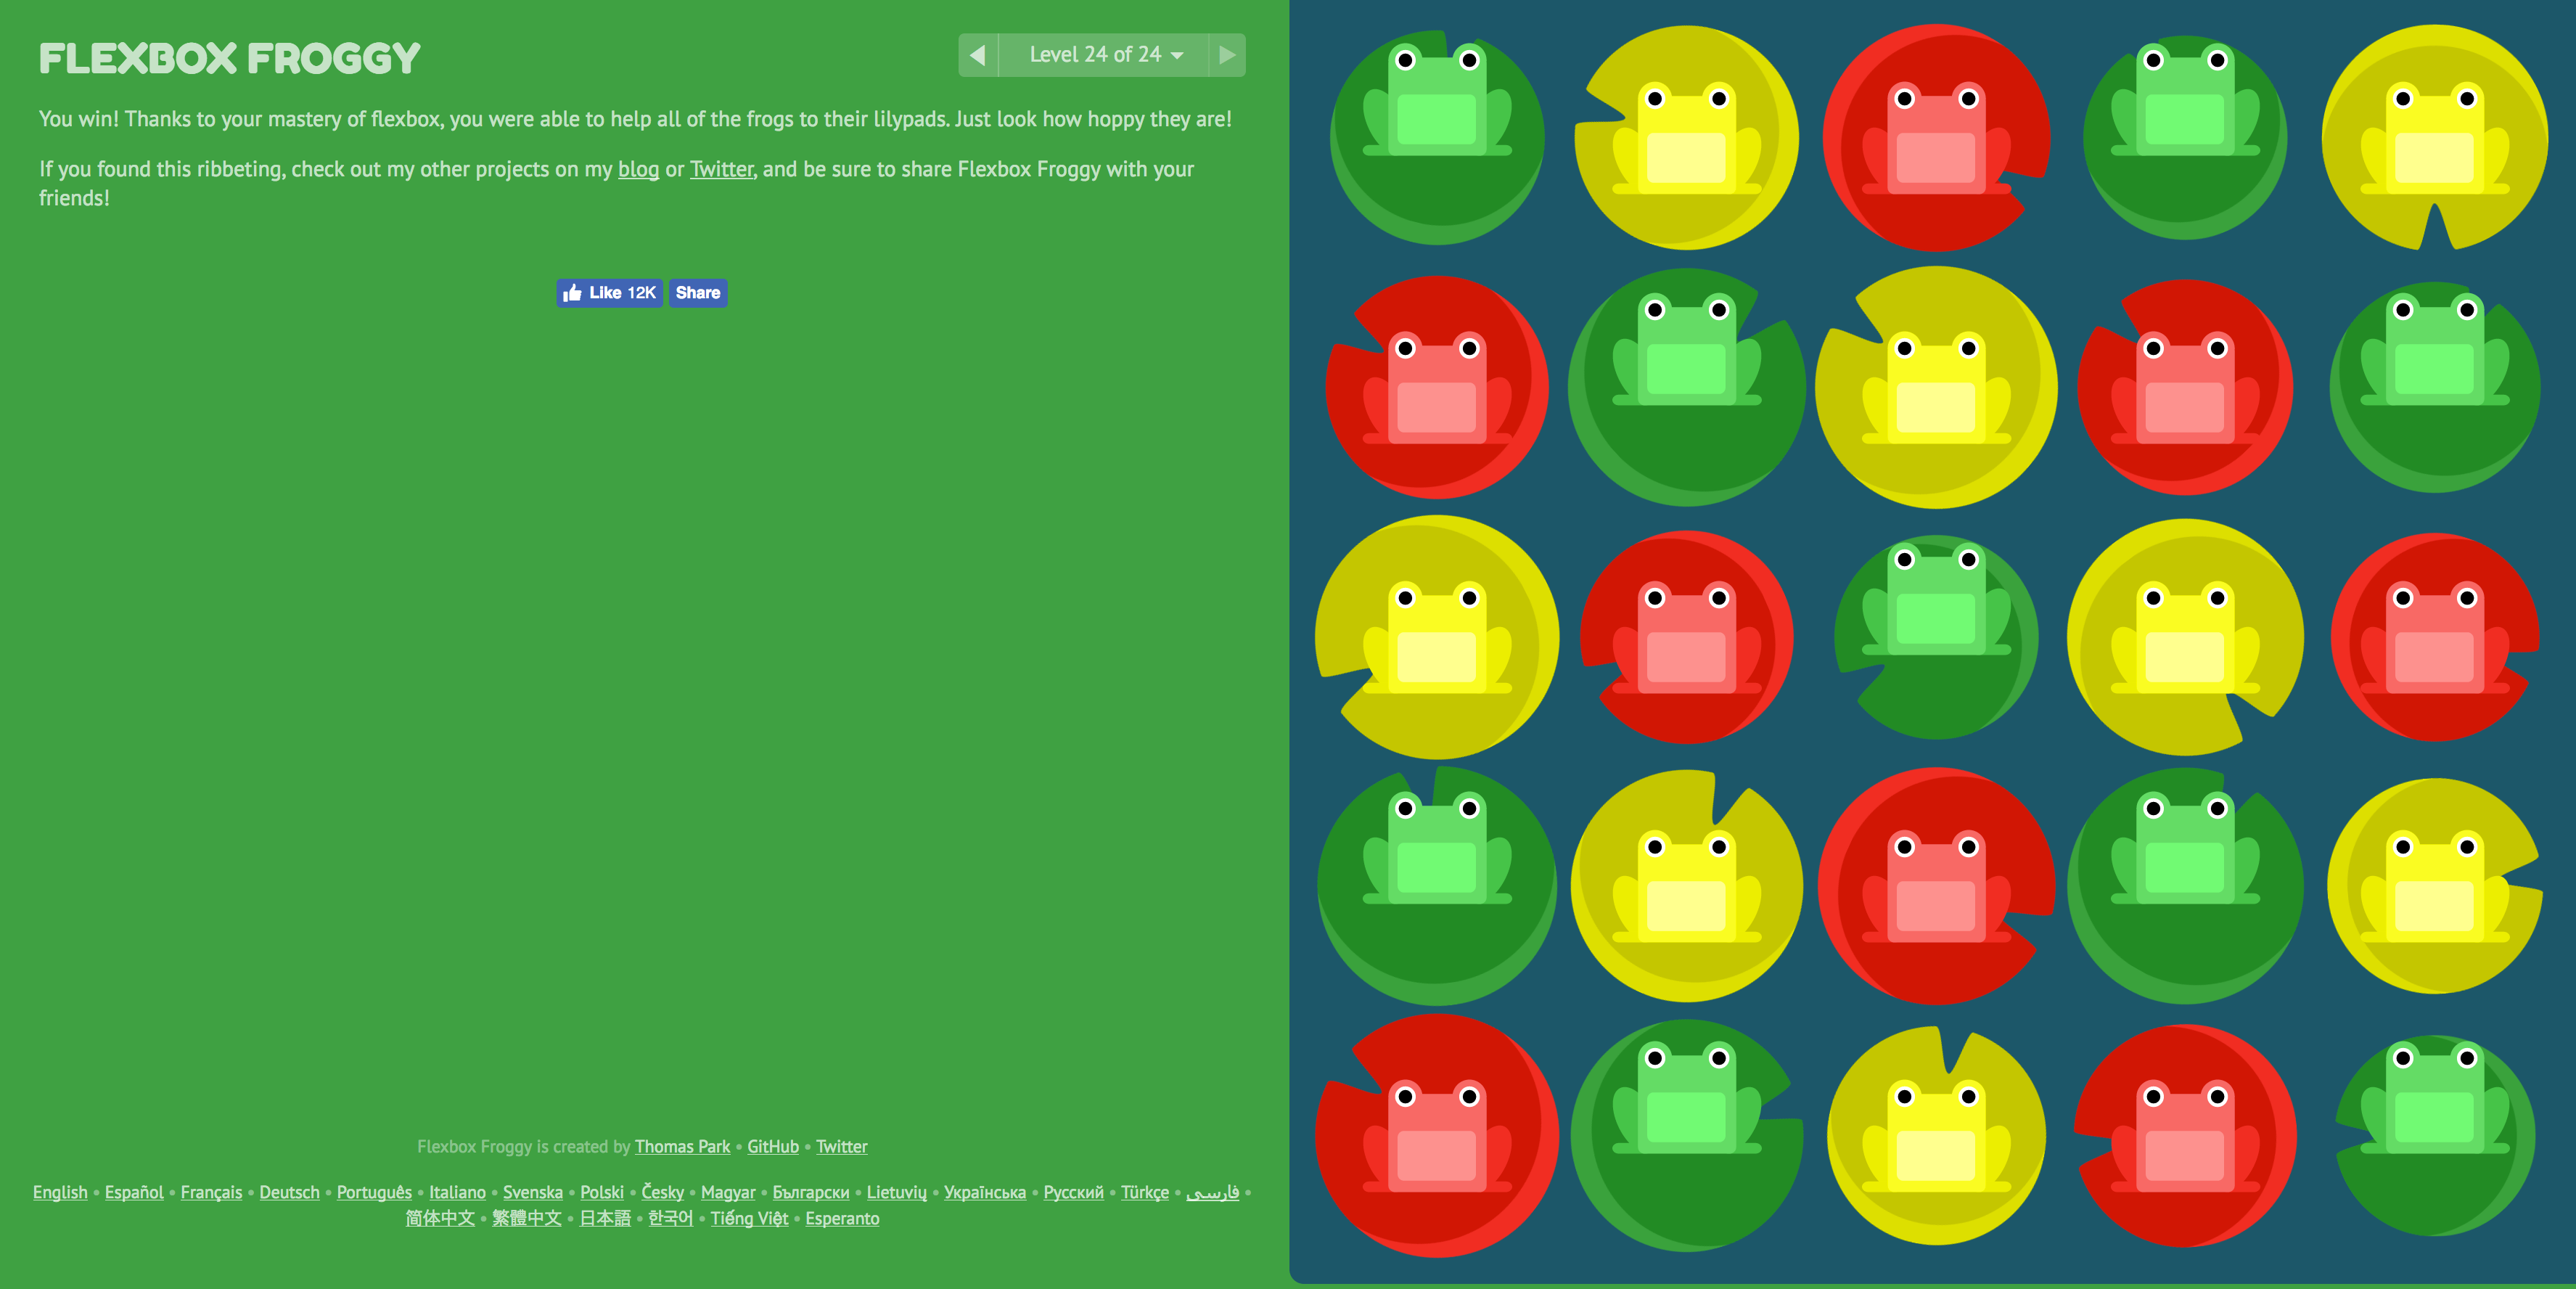 FLEXBOX FROGGY
Level 24 of 24
You win! Thanks to your mastery of flexbox, you were able to help all of the frogs to their lilypads. Just look how hoppy they are!
If you found this ribbeting, check out my other projects on my blog or Twitter, and be sure to share Flexbox Froggy with your
friends!
Like 12K Share
Flexbox Froggy is created by Thomas Park • GitHub • Twitter
English • Español • Français • Deutsch • Português • Italiano • Svenska • Polski • Česky • Magyar • Български • Lietuvių • Українська • Русский • Türkçe • فارسی •
简体中文 • 繁體中文 • 日本語 • 한국어 • Tiếng Việt • Esperanto